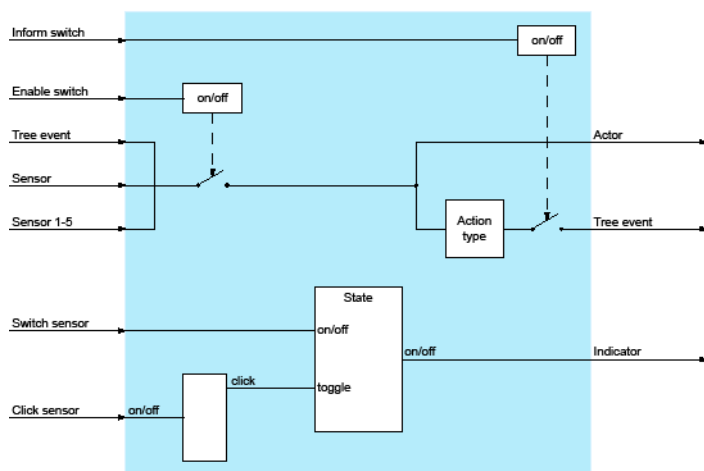 Inform switch
on/off
Enable switch
on/off
Tree event
Actor
Sensor
Sensor 1-5
Action
type
Tree event
State
Switch sensor
on/off
on/off
Indicator
click
toggle
Click sensor
on/off